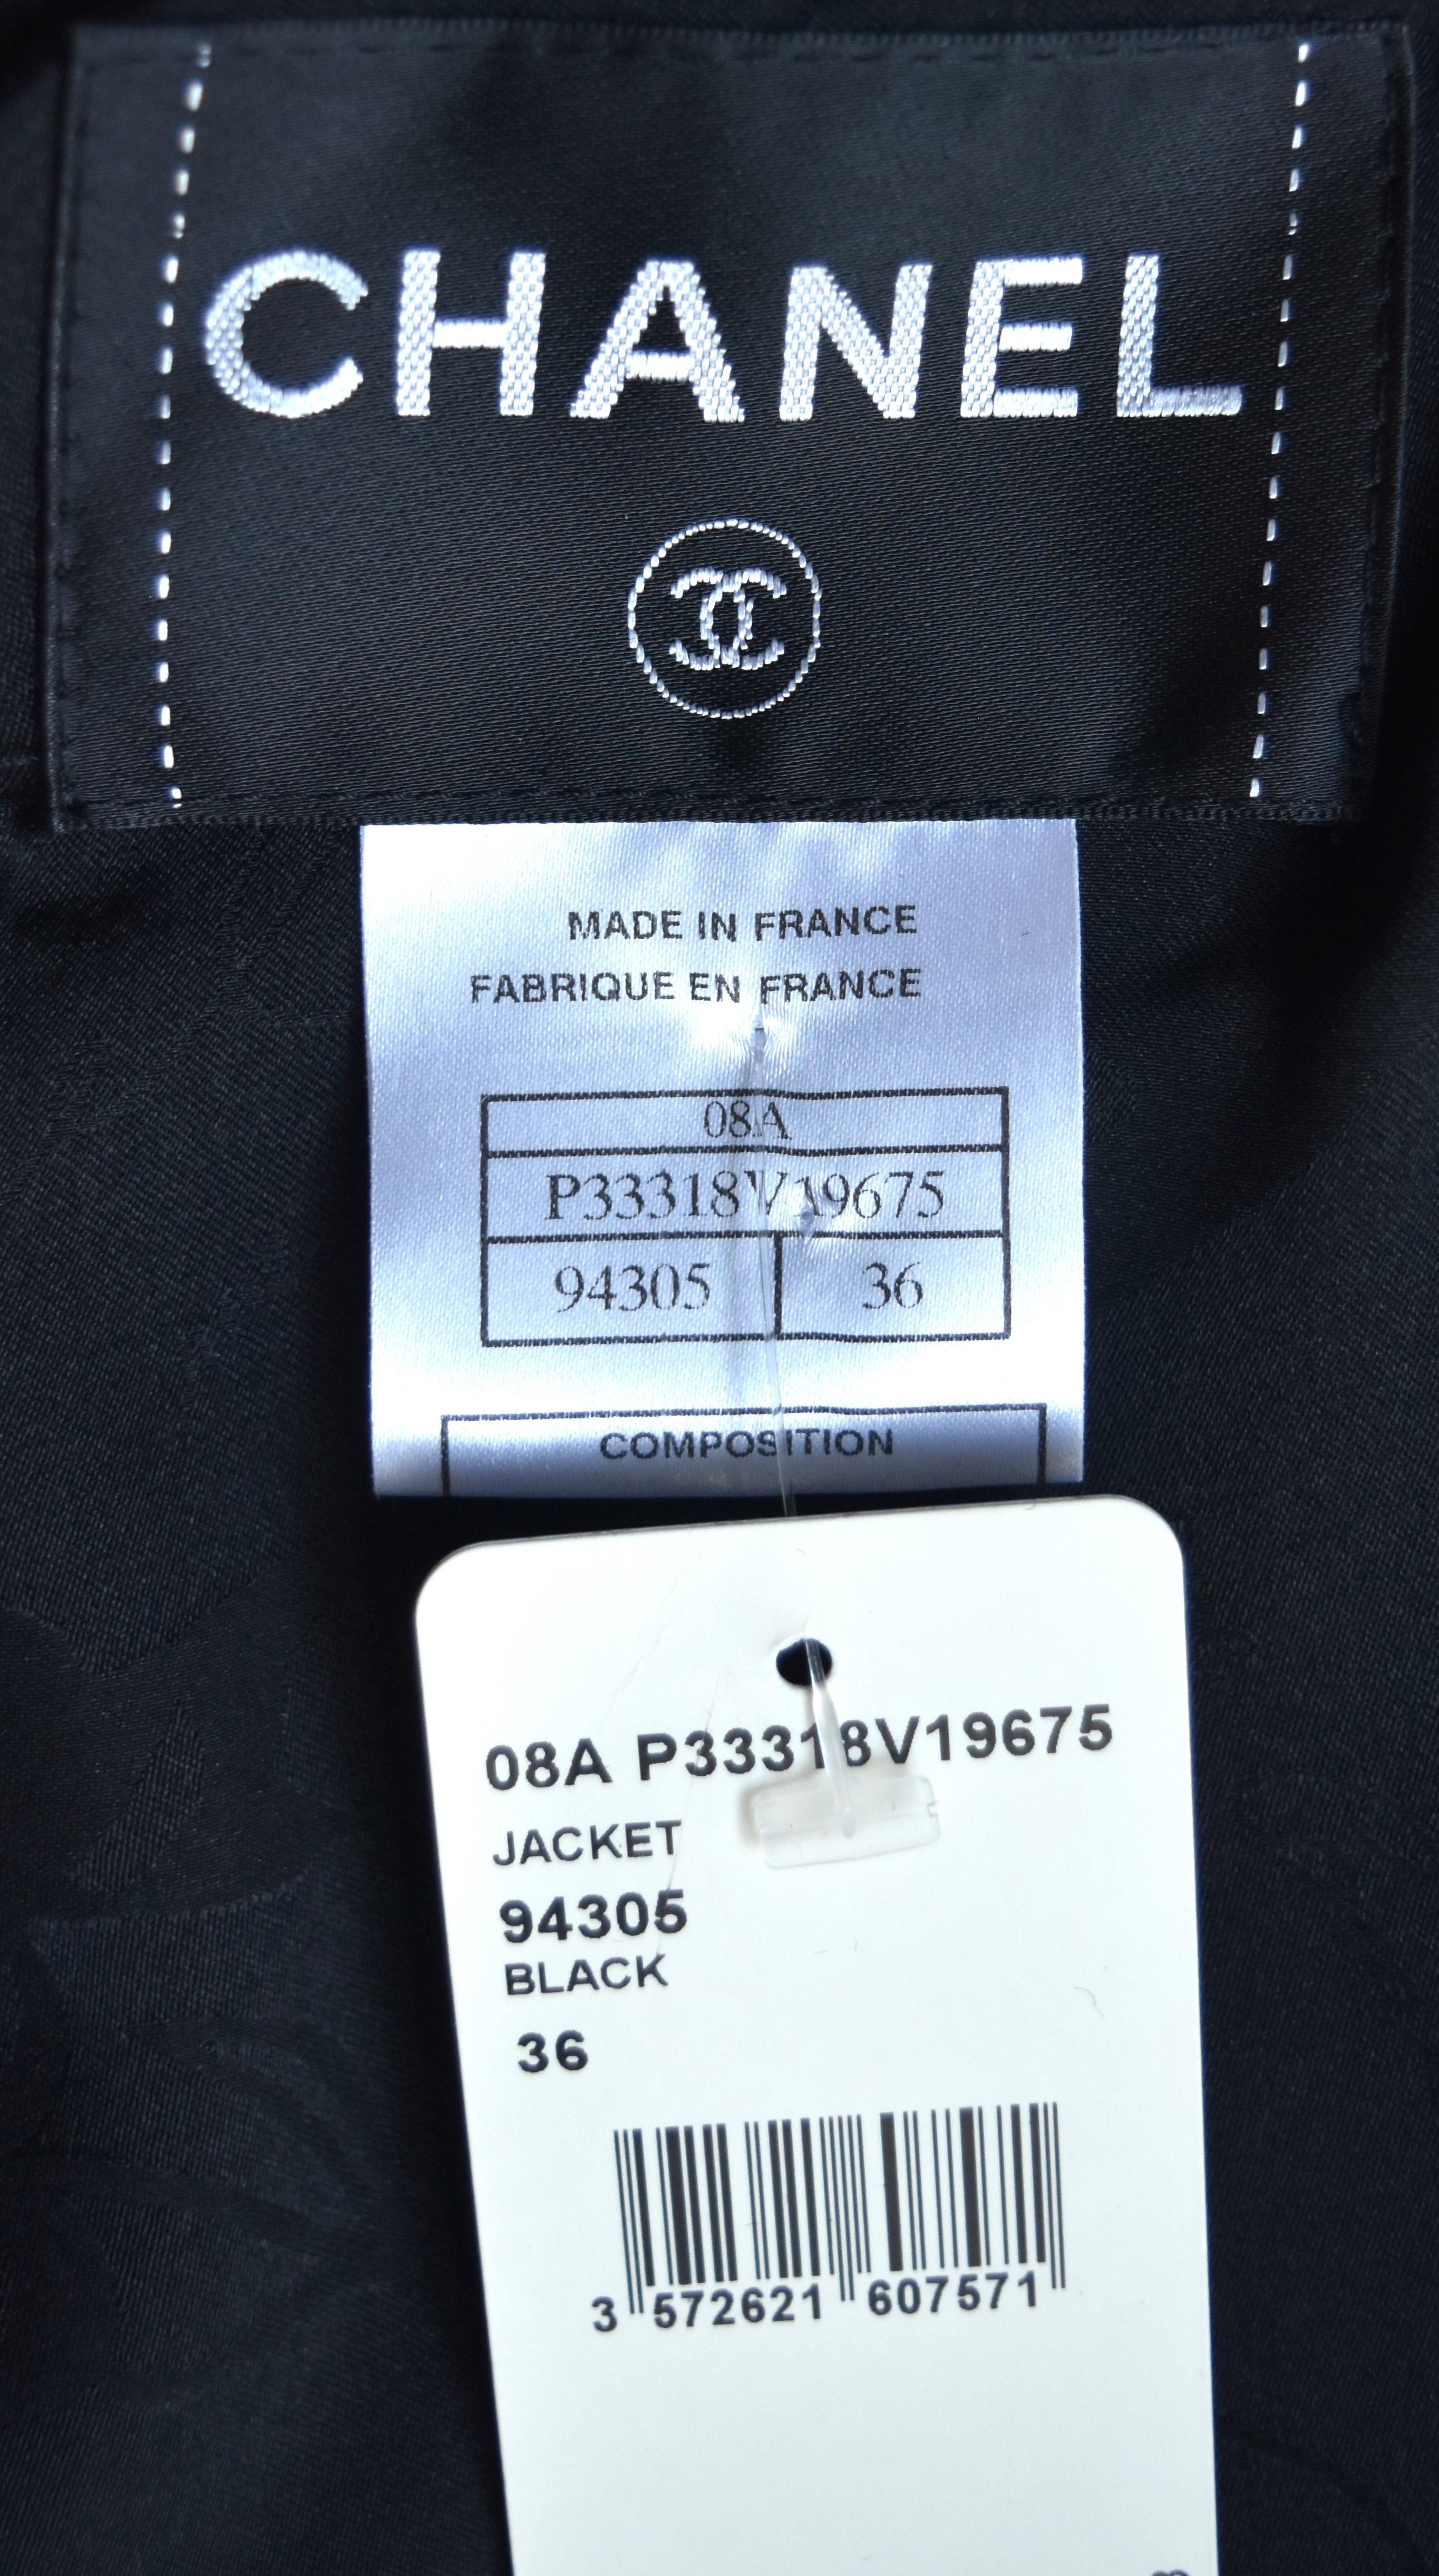 CHANEL
MADE IN FRANCE
FABRIQUE EN FRANCE
08A
P33318V19675
94305 36
COMPOSITION
08A P33318V19675
JACKET
94305
BLACK
36
3 572621 607571